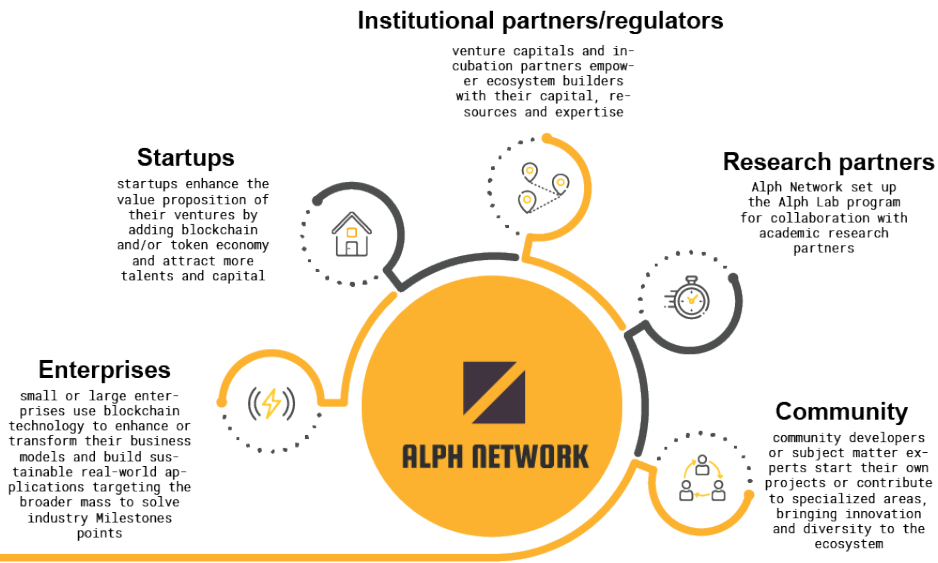 Institutional partners/regulators
venture capitals and in-
cubation partners empow-
er ecosystem builders
with their capital, re-
sources and expertise
Startups
startups enhance the
value proposition of
their ventures by
adding blockchain
and/or token economy
and attract more
talents and capital
Research partners
Alph Network set up
the Alph Lab program
for collaboration with
academic research
partners
Enterprises
small or large enter-
prises use blockchain
technology to enhance or
transform their business
models and build sus-
tainable real-world ap-
plications targeting the
broader mass to solve
industry Milestones
points
ALPH NETWORK
Community
community developers
or subject matter ex-
perts start their own
projects or contribute
to specialized areas,
bringing innovation
and diversity to the
ecosystem